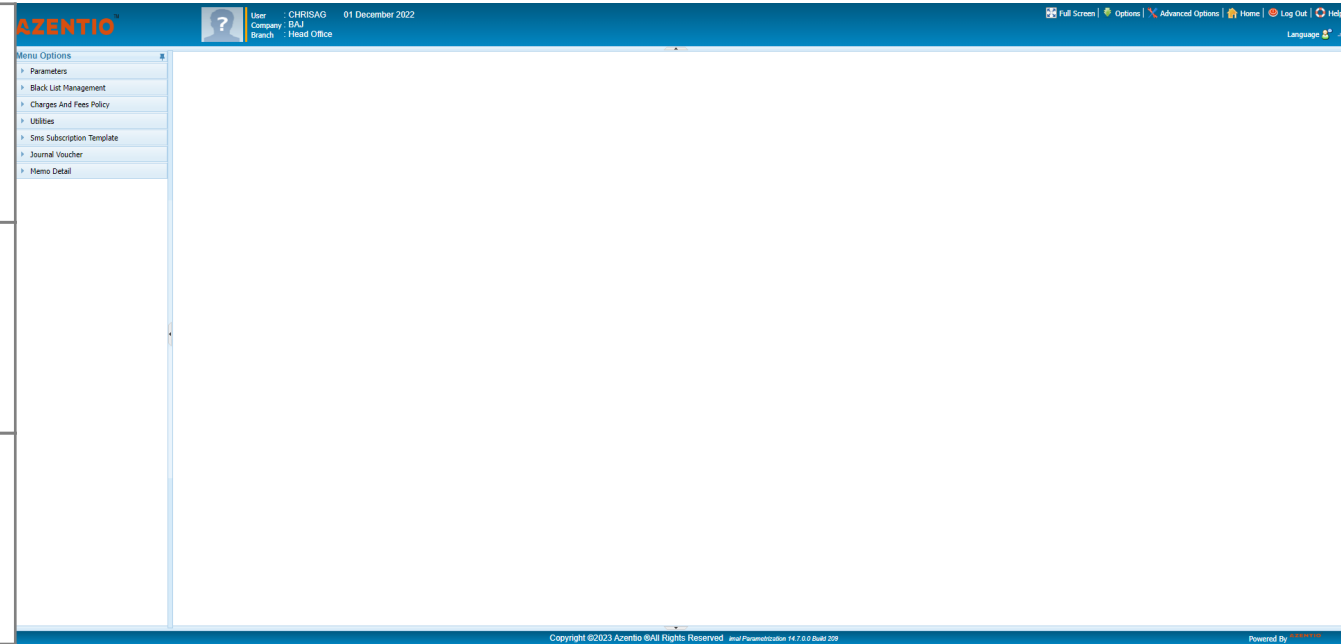 AZENTIO™
?
User : CHRISAG 01 December 2022
Company : BAJ
Branch : Head Office
Full Screen | Options | Advanced Options | Home | Log Out | Help
Language
Menu Options
Parameters
Black List Management
Charges And Fees Policy
Utilities
Sms Subscription Template
Journal Voucher
Memo Detail
Copyright ©2023 Azentio ®All Rights Reserved imal Parametrization 14.7.0.0 Build 209
Powered By AZENTIO